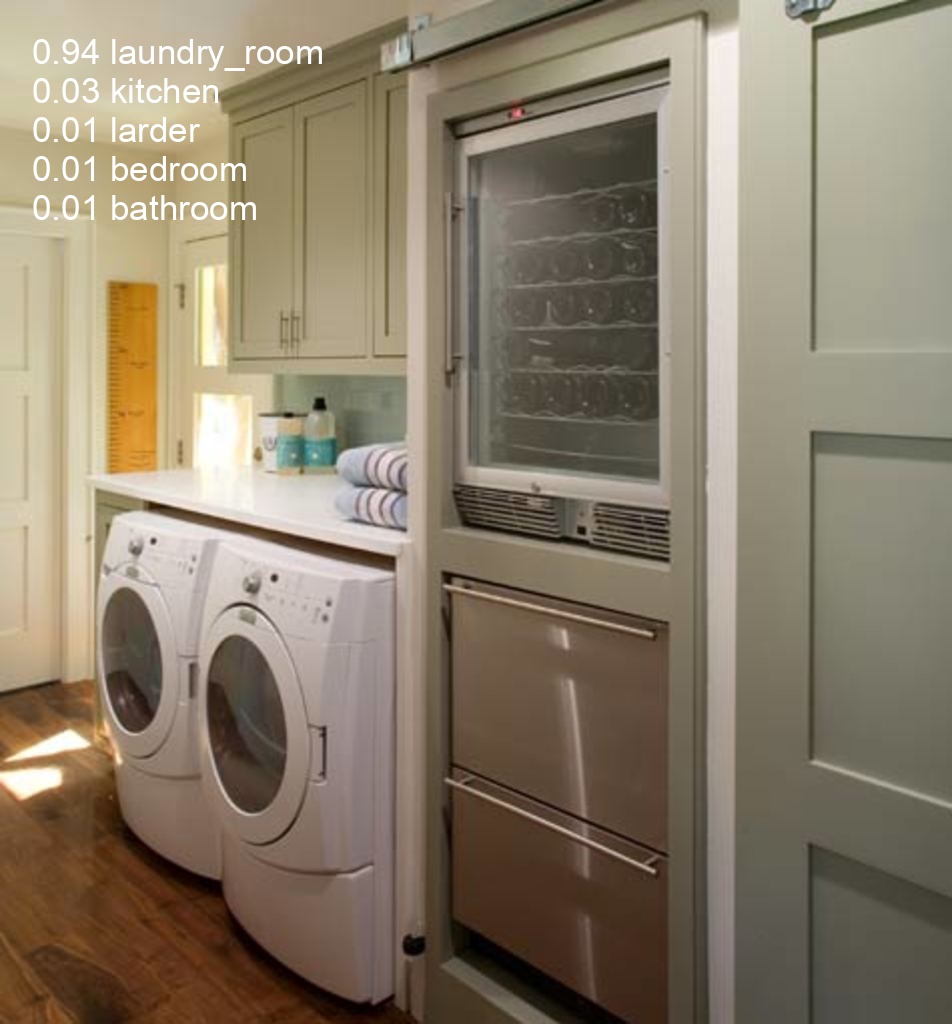 0.94 laundry_room
0.03 kitchen
0.01 larder
0.01 bedroom
0.01 bathroom